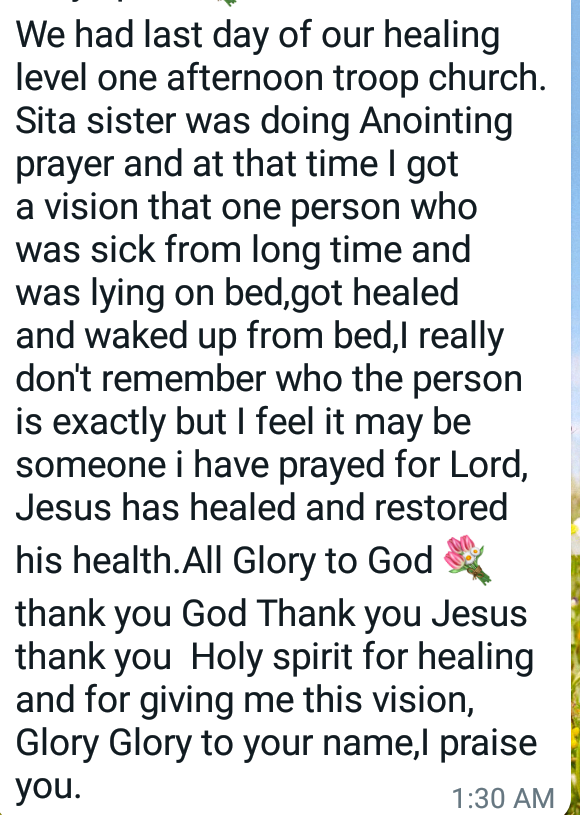 We had last day of our healing
level one afternoon troop church.
Sita sister was doing Anointing
prayer and at that time I got
a vision that one person who
was sick from long time and
was lying on bed,got healed
and waked up from bed,I really
don't remember who the person
is exactly but I feel it may be
someone i have prayed for Lord,
Jesus has healed and restored
his health.All Glory to God 💐
thank you God Thank you Jesus
thank you  Holy spirit for healing
and for giving me this vision,
Glory Glory to your name,I praise
you.
1:30 AM